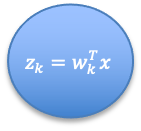 $z_k = w_k^T x$